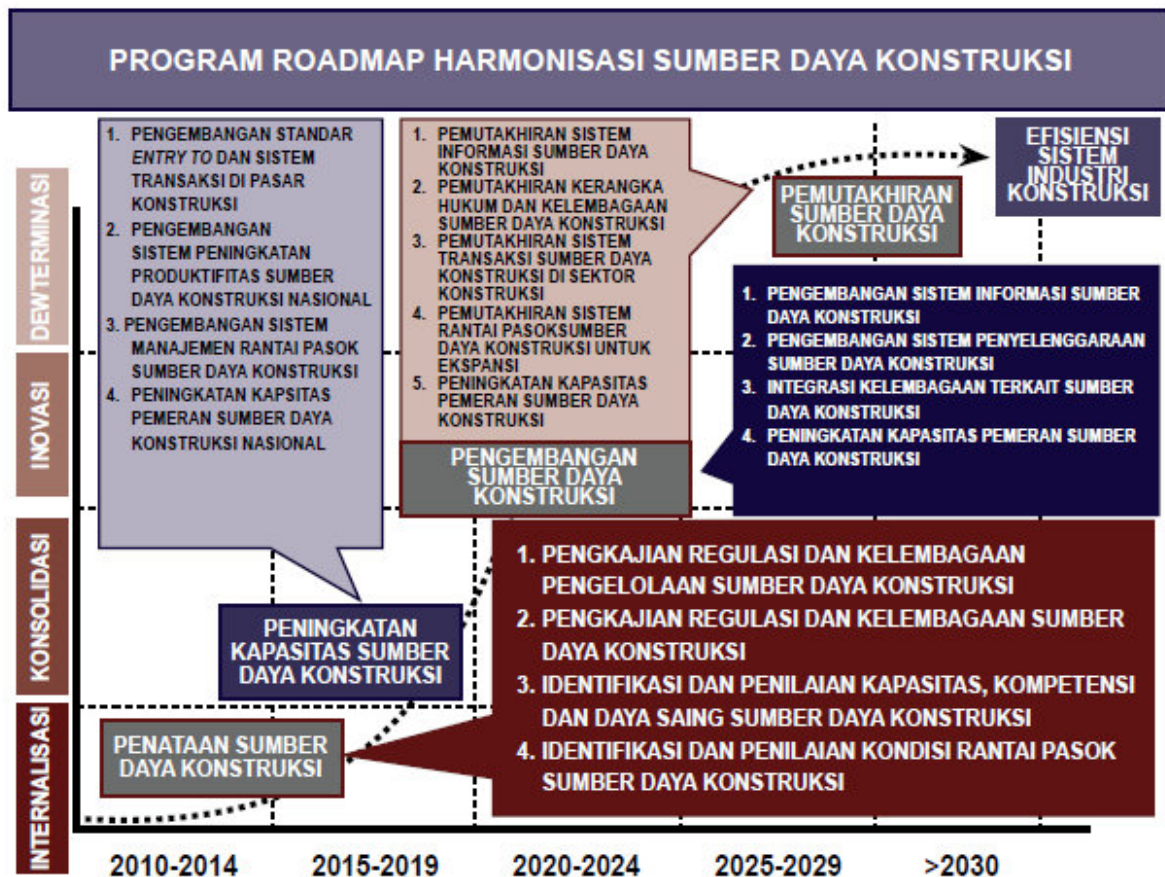 PROGRAM ROADMAP HARMONISASI SUMBER DAYA KONSTRUKSI
1. PENGEMBANGAN STANDAR
ENTRY TO DAN SISTEM
TRANSAKSI DI PASAR
KONSTRUKSI
2. PENGEMBANGAN
SISTEM PENINGKATAN
PRODUKTIFITAS SUMBER
DAYA KONSTRUKSI NASIONAL
3. PENGEMBANGAN SISTEM
MANAJEMEN RANTAI PASOK
SUMBER DAYA KONSTRUKSI
4. PENINGKATAN KAPSITAS
PEMERAN SUMBER DAYA
KONSTRUKSI NASIONAL
1. PEMUTAKHIRAN SISTEM
INFORMASI SUMBER DAYA
KONSTRUKSI
2. PEMUTAKHIRAN KERANGKA
HUKUM DAN KELEMBAGAAN
SUMBER DAYA KONSTRUKSI
3. PEMUTAKHIRAN SISTEM
TRANSAKSI SUMBER DAYA
KONSTRUKSI DI SEKTOR
KONSTRUKSI
4. PEMUTAKHIRAN SISTEM
RANTAI PASOKSUMBER
DAYA KONSTRUKSI UNTUK
EKSPANSI
5. PENINGKATAN KAPASITAS
PEMERAN SUMBER DAYA
KONSTRUKSI
EFISIENSI
SISTEM
INDUSTRI
KONSTRUKSI
PEMUTAKHIRAN
SUMBER DAYA
KONSTRUKSI
1. PENGEMBANGAN SISTEM INFORMASI SUMBER
DAYA KONSTRUKSI
2. PENGEMBANGAN SISTEM PENYELENGGARAAN
SUMBER DAYA KONSTRUKSI
3. INTEGRASI KELEMBAGAAN TERKAIT SUMBER
DAYA KONSTRUKSI
4. PENINGKATAN KAPASITAS PEMERAN SUMBER
DAYA KONSTRUKSI
PENGEMBANGAN
SUMBER DAYA
KONSTRUKSI
1. PENGKAJIAN REGULASI DAN KELEMBAGAAN
PENGELOLAAN SUMBER DAYA KONSTRUKSI
2. PENGKAJIAN REGULASI DAN KELEMBAGAAN SUMBER
DAYA KONSTRUKSI
3. IDENTIFIKASI DAN PENILAIAN KAPASITAS, KOMPETENSI
DAN DAYA SAING SUMBER DAYA KONSTRUKSI
4. IDENTIFIKASI DAN PENILAIAN KONDISI RANTAI PASOK
SUMBER DAYA KONSTRUKSI
PENINGKATAN
KAPASITAS SUMBER
DAYA KONSTRUKSI
PENATAAN SUMBER
DAYA KONSTRUKSI
DEWTERMINASI
INOVASI
KONSOLIDASI
INTERNALISASI
2010-2014 2015-2019 2020-2024 2025-2029 >2030